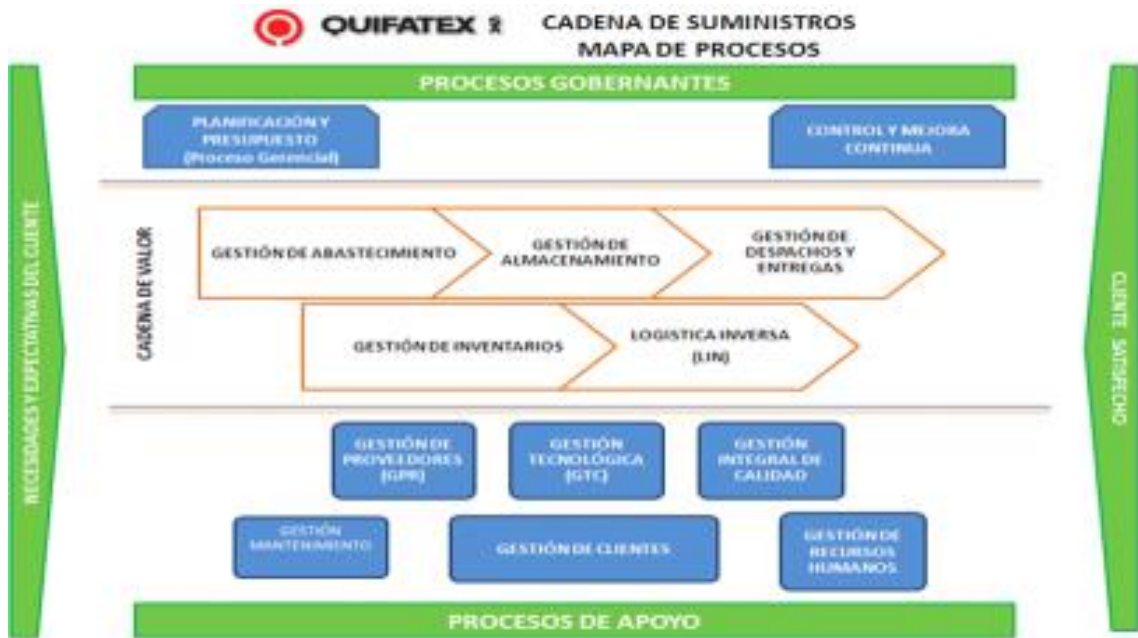 QUIFATEX
CADENA DE SUMINISTROS
MAPA DE PROCESOS
PROCESOS GOBERNANTES
PLANIFICACIÓN Y
PRESUPUESTO
(Proceso Gerencial)
CONTROL Y MEJORA
CONTINUA
NECESIDADES Y EXPECTATIVAS DEL CLIENTE
CADENA DE VALOR
GESTIÓN DE ABASTECIMIENTO
GESTIÓN DE
ALMACENAMIENTO
GESTIÓN DE
DESPACHOS Y
ENTREGAS
GESTIÓN DE INVENTARIOS
LOGISTICA INVERSA
(LIN)
CLIENTE SATISFECHO
GESTIÓN DE
PROVEEDORES
(GPR)
GESTIÓN
TECNOLÓGICA
(GTC)
GESTIÓN
INTEGRAL DE
CALIDAD
GESTIÓN
MANTENIMIENTO
GESTIÓN DE CLIENTES
GESTIÓN DE
RECURSOS
HUMANOS
PROCESOS DE APOYO